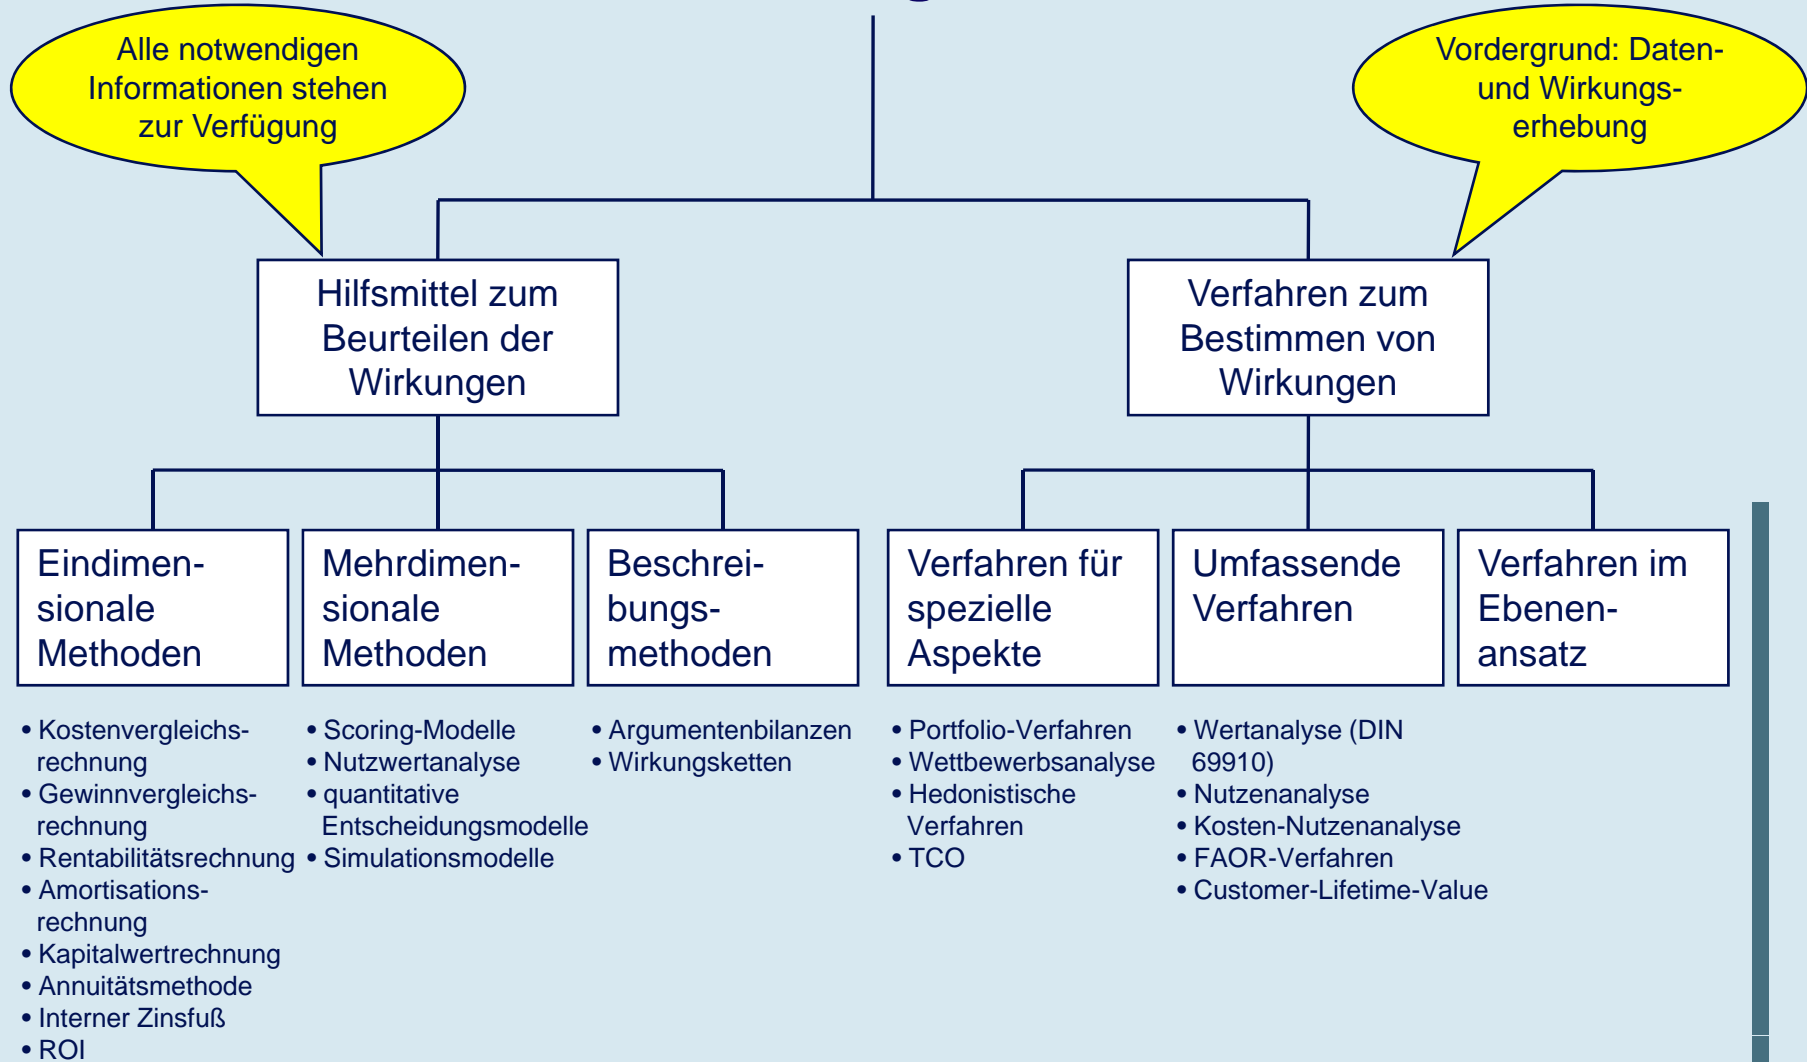 Alle notwendigen
Informationen stehen
zur Verfügung
Vordergrund: Daten-
und Wirkungs-
erhebung
Hilfsmittel zum
Beurteilen der
Wirkungen
Verfahren zum
Bestimmen von
Wirkungen
Eindimen-
sionale
Methoden
Mehrdimen-
sionale
Methoden
Beschrei-
bungs-
methoden
Verfahren für
spezielle
Aspekte
Umfassende
Verfahren
Verfahren im
Ebenen-
ansatz
• Kostenvergleichs-
rechnung
• Gewinnvergleichs-
rechnung
• Rentabilitätsrechnung
• Amortisations-
rechnung
• Kapitalwertrechnung
• Annuitätsmethode
• Interner Zinsfuß
• ROI
• Scoring-Modelle
• Nutzwertanalyse
• quantitative
Entscheidungsmodelle
• Simulationsmodelle
• Argumentenbilanzen
• Wirkungsketten
• Portfolio-Verfahren
• Wettbewerbsanalyse
• Hedonistische
Verfahren
• TCO
• Wertanalyse (DIN
69910)
• Nutzenanalyse
• Kosten-Nutzenanalyse
• FAOR-Verfahren
• Customer-Lifetime-Value